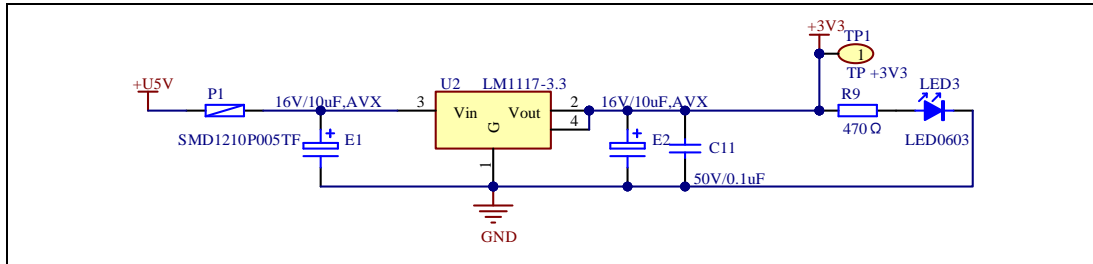 +3V3
TP1
1
TP +3V3
+U5V
P1
SMD1210P005TF
16V/10uF,AVX
E1
U2
LM1117-3.3
3
Vin
Vout
G
2
4
1
16V/10uF,AVX
E2
C11
50V/0.1uF
R9
470Ω
LED3
LED0603
GND